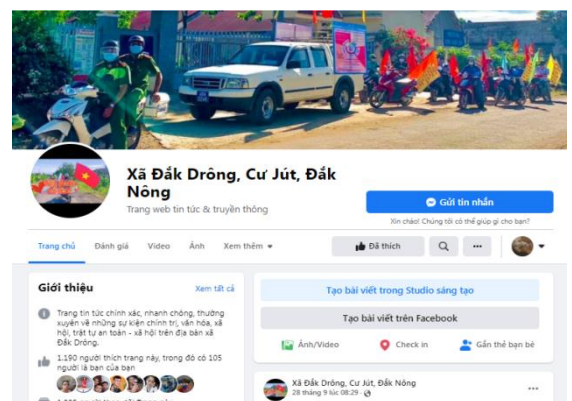 Xã Đắk Drông, Cư Jút, Đắk
Nông
Trang web tin tức & truyền thông
Gửi tin nhắn
Xin chào! Chúng tôi có thể giúp gì cho bạn?
Trang chủ
Đánh giá
Video
Ảnh
Xem thêm
Đã thích
Giới thiệu
Xem tất cả
Trang tin tức chính xác, nhanh chóng, thường
xuyên về những sự kiện chính trị, văn hóa, xã
hội, trật tự an toàn - xã hội trên địa bàn xã
Đắk Drông.
1.190 người thích trang này, trong đó có 105
người là bạn của bạn
Tạo bài viết trong Studio sáng tạo
Tạo bài viết trên Facebook
Ảnh/Video
Check in
Gắn thẻ bạn bè
Xã Đắk Drông, Cư Jút, Đắk Nông
28 tháng 9 lúc 08:29